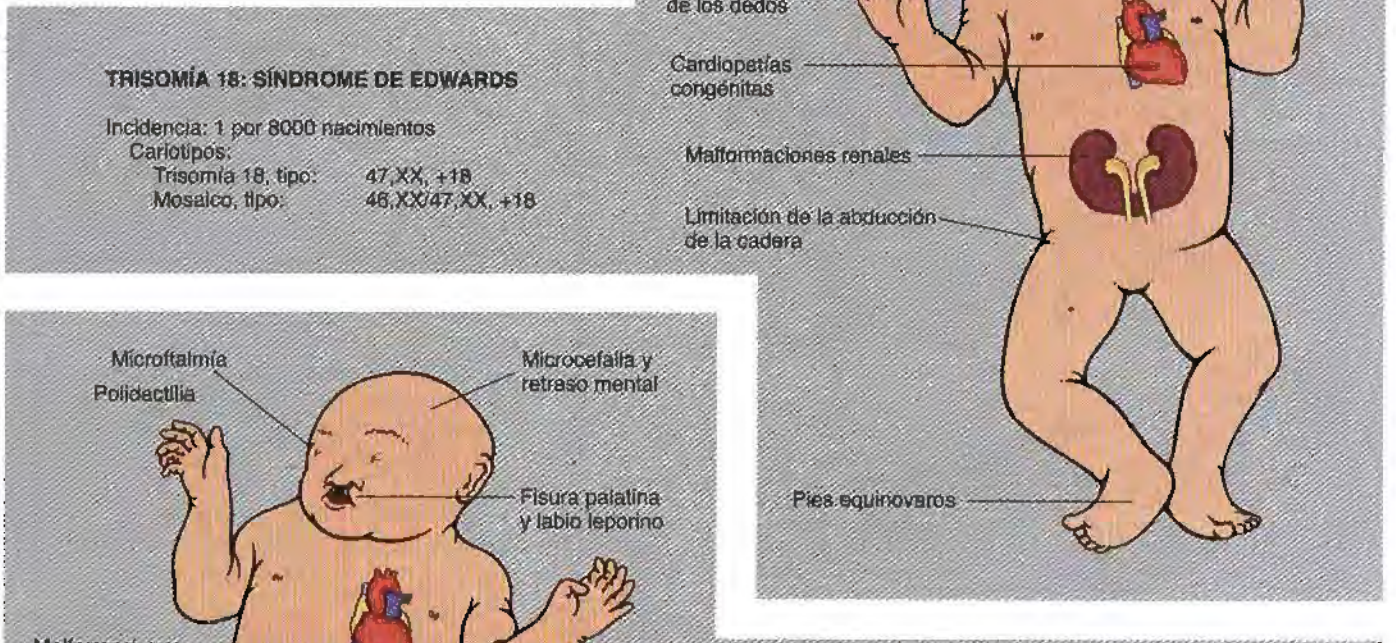 de los dedos
TRISOMÍA 18: SÍNDROME DE EDWARDS
Incidencia: 1 por 8000 nacimientos
Cariotipos:
Trisomía 18, tipo: 47,XX, +18
Mosaico, tipo: 46,XX/47,XX, +18
Cardiopatías
congénitas
Malformaciones renales
Limitación de la abducción
de la cadera
Pies equinovaros
Microftalmía
Polidactilia
Microcefalia y
retraso mental
Fisura palatina
y labio leporino